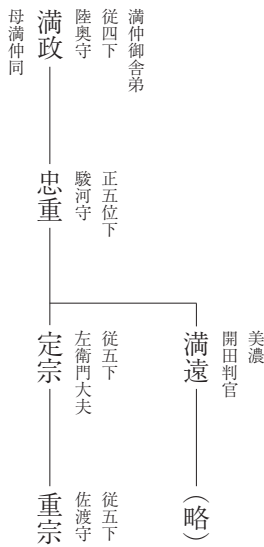 満仲御舎弟
従四下
陸奥守
満政
母満仲同
正五位下
駿河守
忠重
美濃
開田判官
満遠
(略)
従五下
左衛門大夫
定宗
従五下
佐渡守
重宗